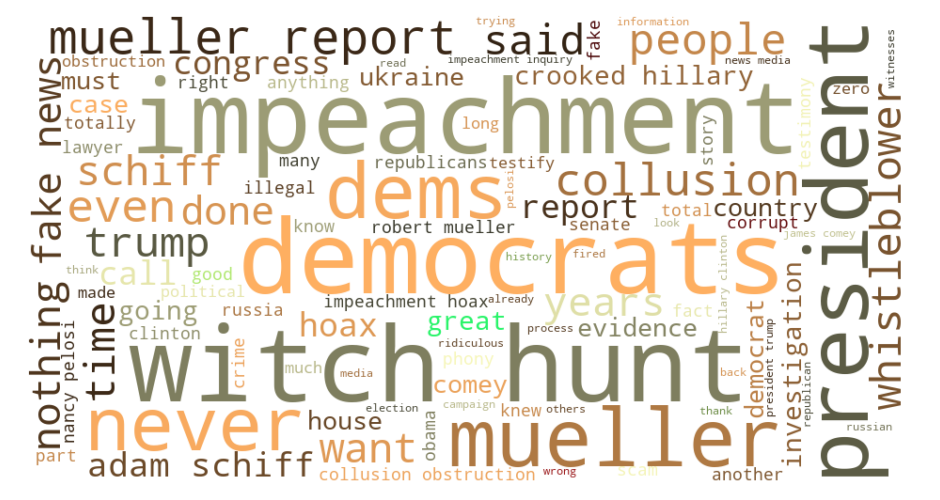 trying
information
mueller report said
fake
people
obstruction
congress
read
impeachment inquiry
news media
must
right
anything
ukraine
crooked hillary
zero
witnesses
impeachment
president
case
totally
long
story
testimony
lawyer
many
republicans
testify
schiff
illegal
dems
pelosi
collusion
whistleblower
nothing fake news
even
done
report
total
country
know
robert mueller
senate
look
corrupt
trump
democrats
history
fired
hillary clinton
james comey
think
call
good
made
political
impeachment hoax
already
years
fact
time
going
russia
hoax
great
process
evidence
investigation
clinton
ridiculous
witch hunt
crime
much
media
phony
comey
back
democrat
president trump
republican
nancy pelosi
never
house
election
campaign
knew
others
thank
want
obama
mueller
russian
part
adam schiff
collusion obstruction
wrong
scam
another